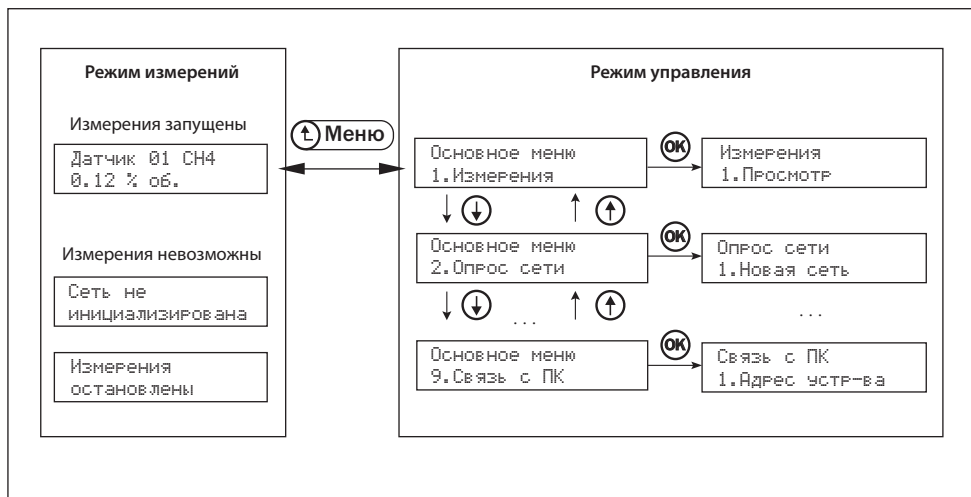 Режим измерений
Измерения запущены
Датчик 01 CH4
0.12 % об.
Измерения невозможны
Сеть не
инициализирована
Измерения
остановлены
Меню
Режим управления
Основное меню
1.Измерения
OK
Измерения
1.Просмотр
Основное меню
2.Опрос сети
OK
Опрос сети
1.Новая сеть
...
...
Основное меню
9.Связь с ПК
OK
Связь с ПК
1.Адрес устр-ва